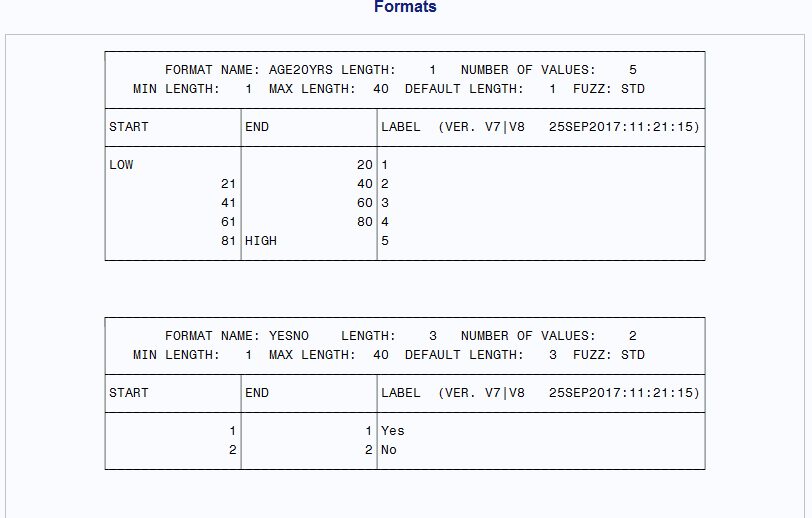 Formats
FORMAT NAME: AGE20YRS LENGTH: 1 NUMBER OF VALUES: 5
MIN LENGTH: 1 MAX LENGTH: 40 DEFAULT LENGTH: 1 FUZZ: STD
START END LABEL (VER. V7|V8 25SEP2017:11:21:15)
LOW 20 1
21 40 2
41 60 3
61 80 4
81 HIGH 5
FORMAT NAME: YESNO LENGTH: 3 NUMBER OF VALUES: 2
MIN LENGTH: 1 MAX LENGTH: 40 DEFAULT LENGTH: 3 FUZZ: STD
START END LABEL (VER. V7|V8 25SEP2017:11:21:15)
1 1 Yes
2 2 No